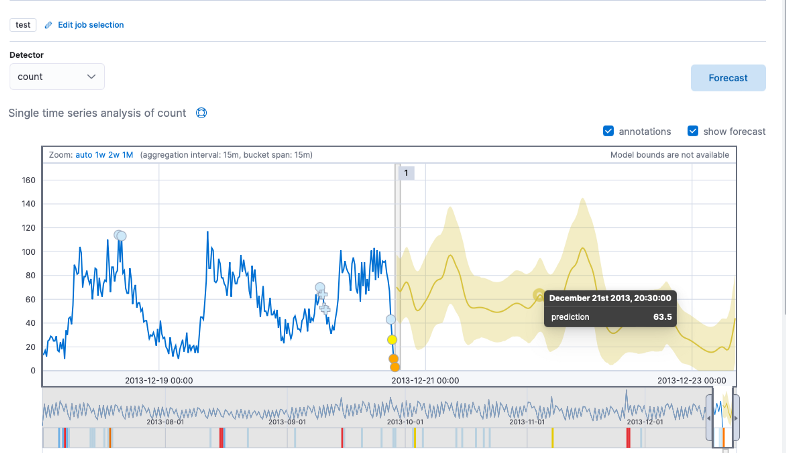 test Edit job selection
Detector
count
Forecast
Single time series analysis of count
annotations show forecast
Zoom: auto 1w 2w 1M (aggregation interval: 15m, bucket span: 15m) Model bounds are not available
1
160
140
120
100
80
60
40
20
0
December 21st 2013, 20:30:00
prediction 63.5
2013-12-19 00:00 2013-12-21 00:00 2013-12-23 00:00
2013-08-01 2013-09-01 2013-10-01 2013-11-01 2013-12-01